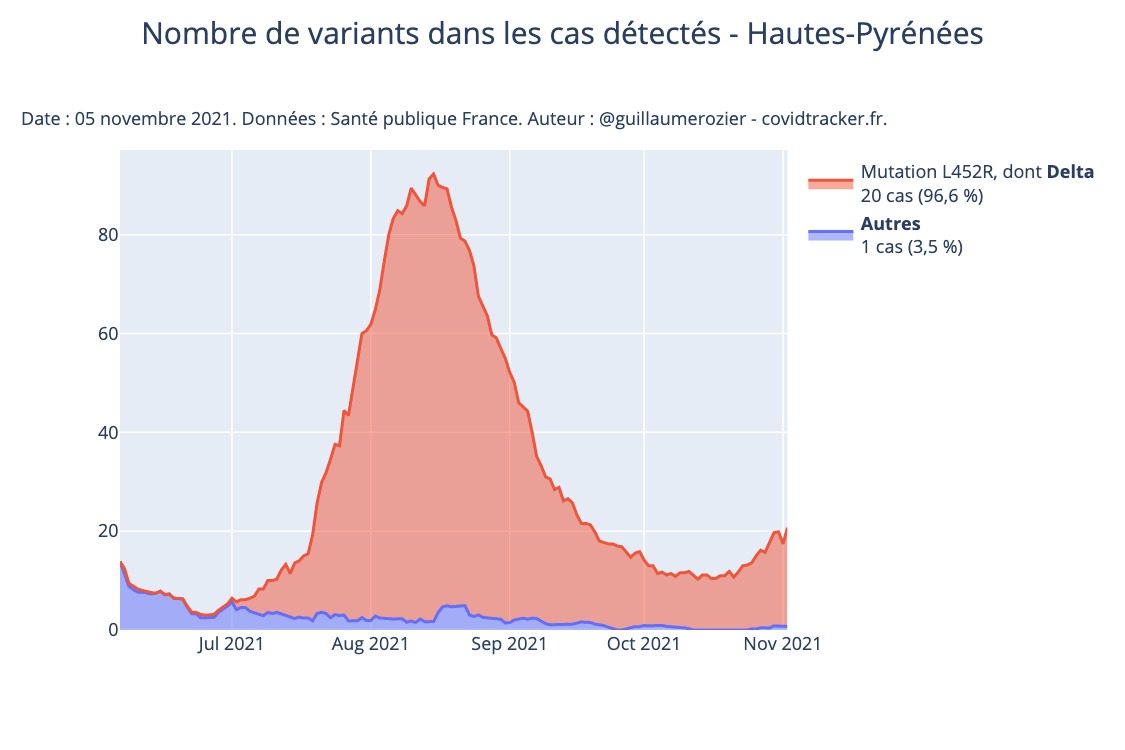 Nombre de variants dans les cas détectés - Hautes-Pyrénées
Date : 05 novembre 2021. Données : Santé publique France. Auteur : @guillaumerozier - covidtracker.fr.
Mutation L452R, dont Delta
20 cas (96,6 %)
Autres
1 cas (3,5 %)
80
60
40
20
0
Jul 2021
Aug 2021
Sep 2021
Oct 2021
Nov 2021